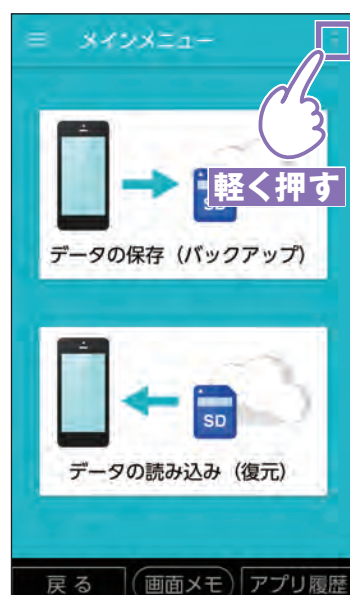 メインメニュー
軽く押す
SD
データの保存（バックアップ）
SD
データの読み込み（復元）
戻る
画面メモ
アプリ履歴